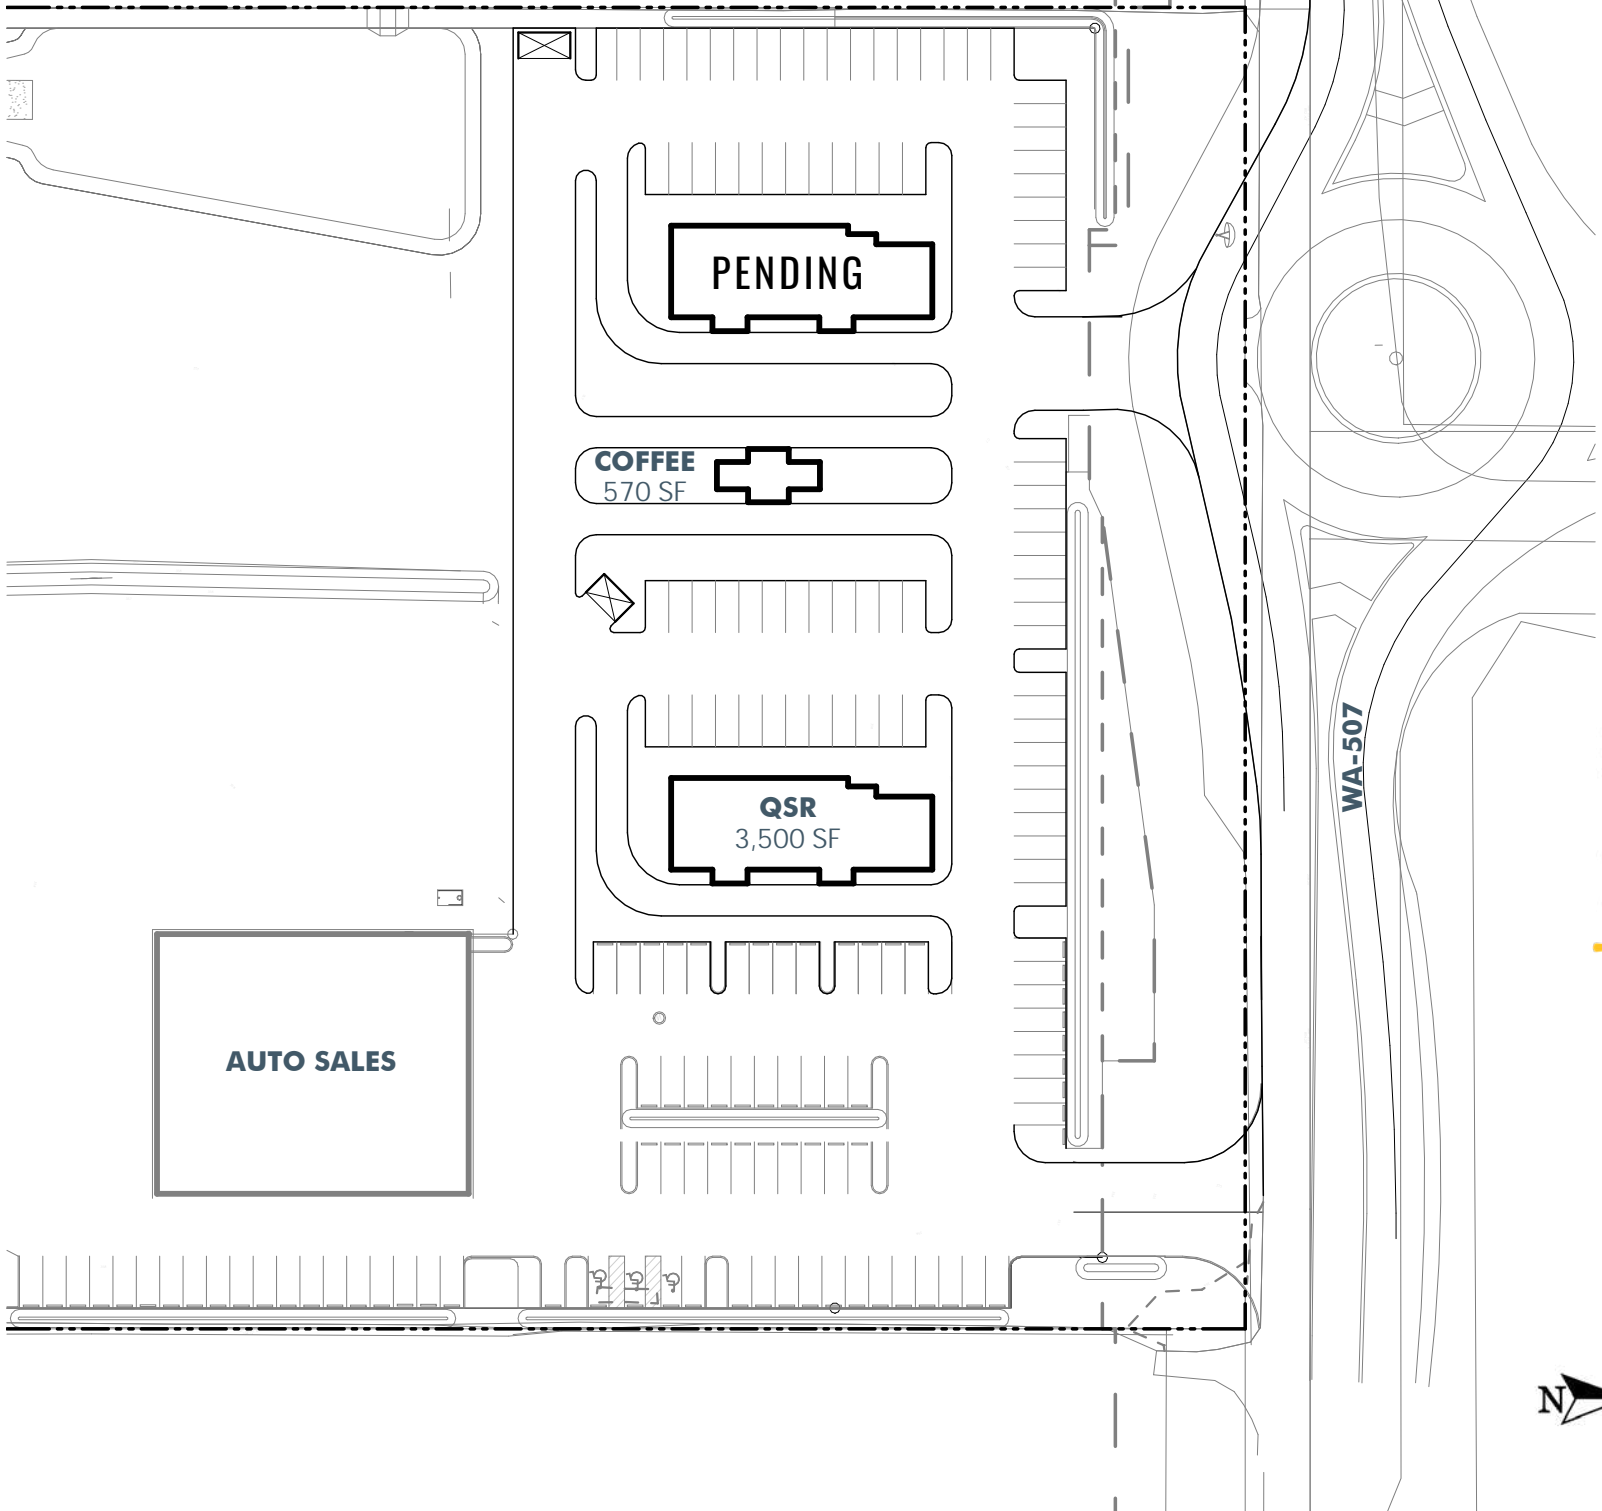 PENDING
COFFEE
570 SF
WA-507
QSR
3,500 SF
AUTO SALES
N